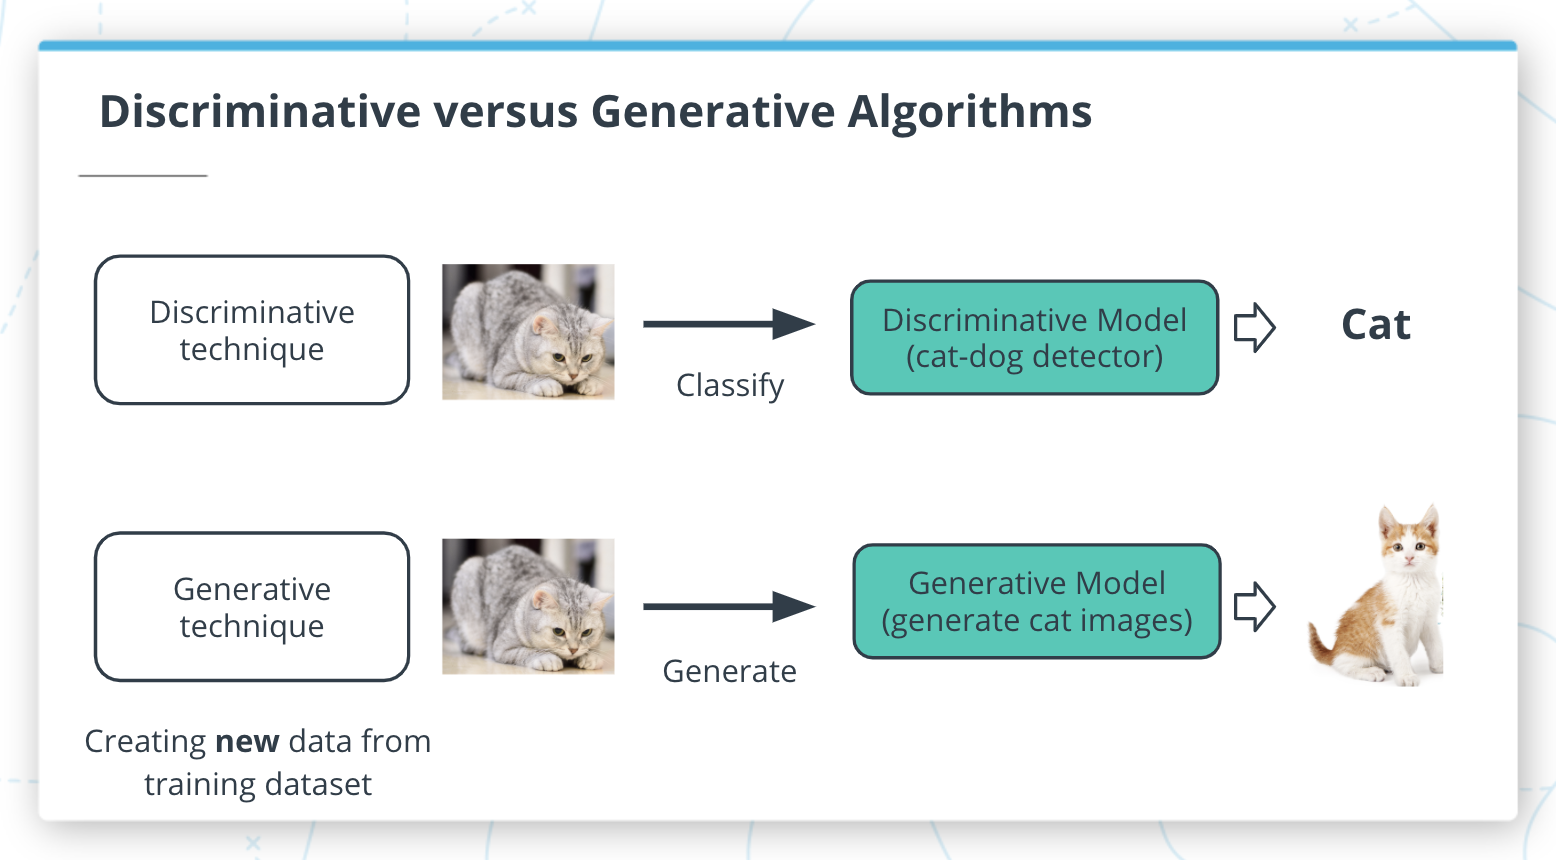 Discriminative versus Generative Algorithms
Discriminative
technique
Classify
Discriminative Model
(cat-dog detector)
Cat
Generative
technique
Generate
Generative Model
(generate cat images)
Creating new data from
training dataset